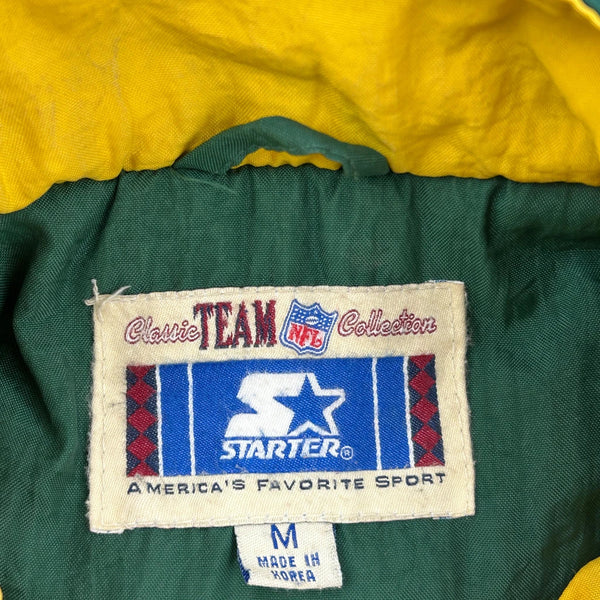 Classic TEAM NFL Collection
STARTER®
AMERICA'S FAVORITE SPORT
M
MADE IN
KOREA